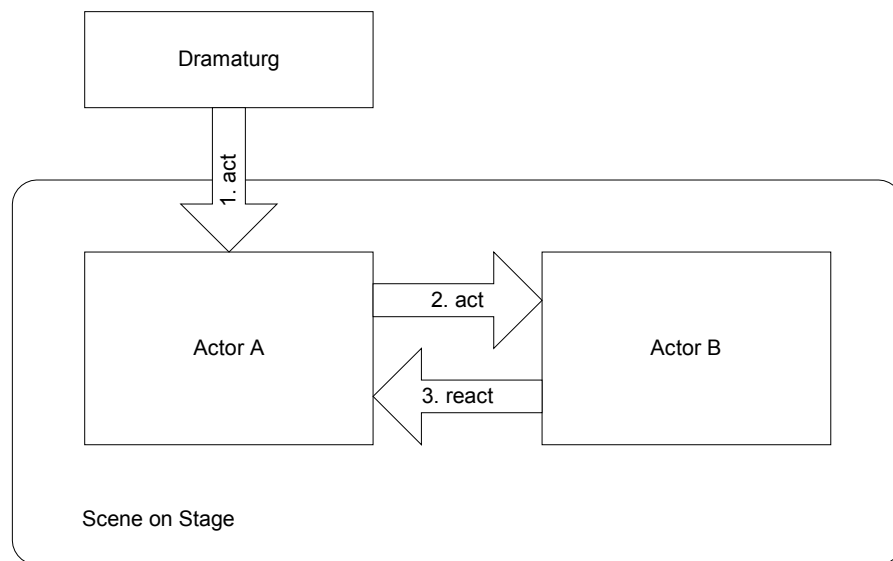 Dramaturg
1. act
2. act
Actor A
Actor B
3. react
Scene on Stage